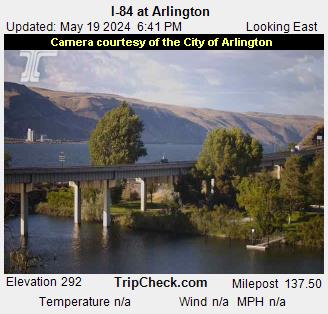 I-84 at Arlington
Updated: May 19 2024 6:41 PM Looking East
Camera courtesy of the City of Arlington
Elevation 292 TripCheck.com Milepost 137.50
Temperature n/a Wind n/a MPH n/a